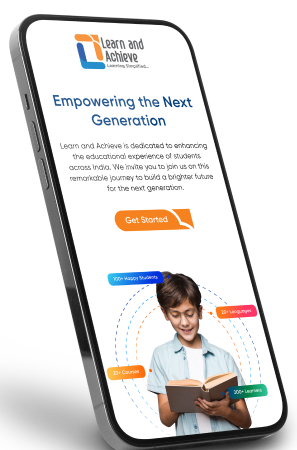 Learn and
Achieve
Learning Simplified...
Empowering the Next
Generation
Learn and Achieve is dedicated to enhancing
the educational experience of students
across India. We invite you to join us on this
remarkable journey to build a brighter future
for the next generation.
Get Started
100+ Happy Students
20+ Languages
20+ Courses
200+ Learners